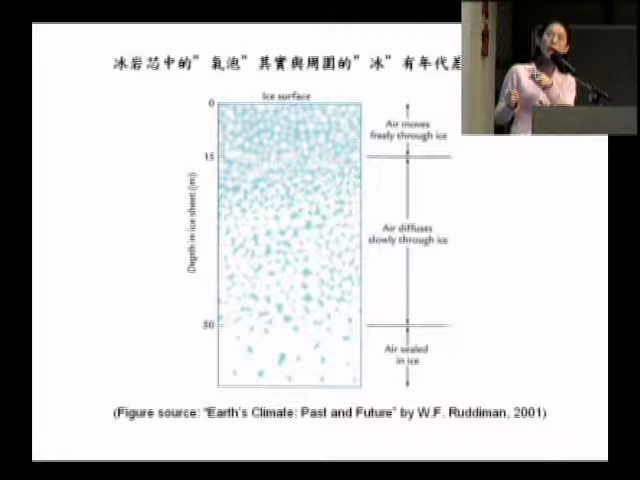 冰岩芯中的”氣泡”其實與周圍的”冰”有年代差
Ice surface
0
Air moves
freely through ice
15
Depth in ice sheet (m)
Air diffuses
slowly through ice
50
Air sealed
in ice
(Figure source: “Earth's Climate: Past and Future” by W.F. Ruddiman, 2001)